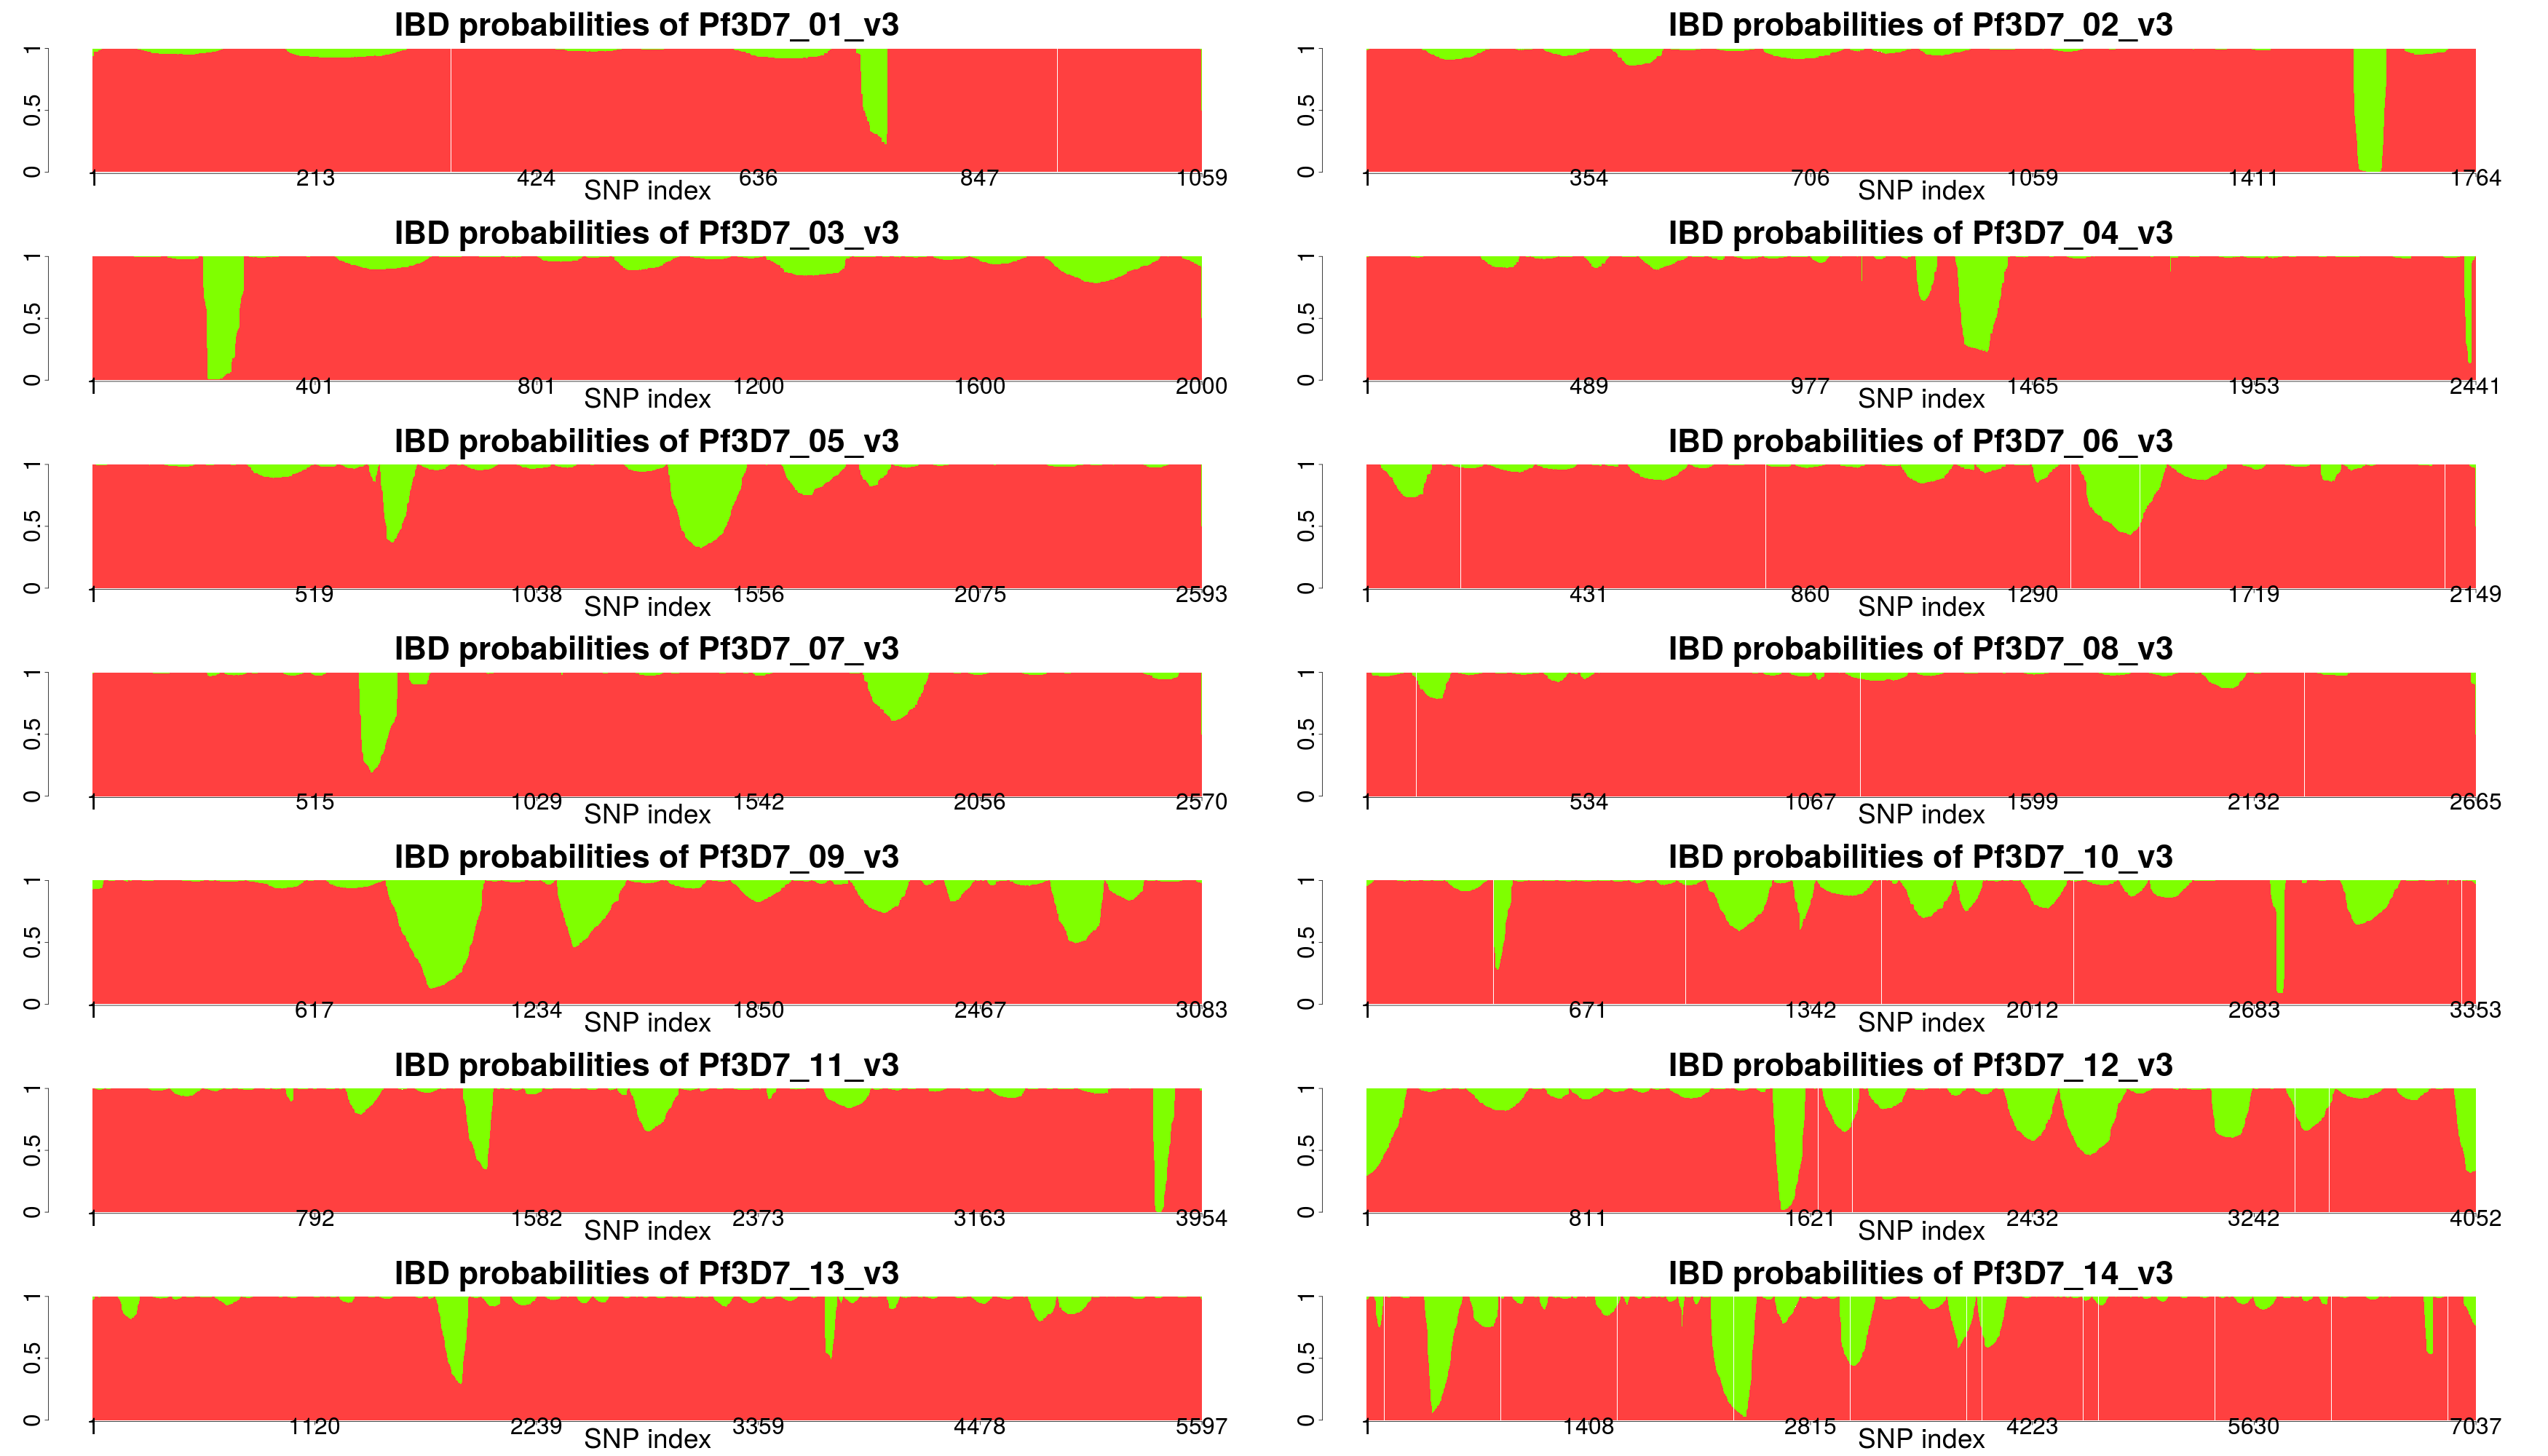 IBD probabilities of Pf3D7_01_v3
0 0.5 1
1 213 424 636 847 1059
SNP index
IBD probabilities of Pf3D7_02_v3
0 0.5 1
1 354 706 1059 1411 1764
SNP index
IBD probabilities of Pf3D7_03_v3
0 0.5 1
1 401 801 1200 1600 2000
SNP index
IBD probabilities of Pf3D7_04_v3
0 0.5 1
1 489 977 1465 1953 2441
SNP index
IBD probabilities of Pf3D7_05_v3
0 0.5 1
1 519 1038 1556 2075 2593
SNP index
IBD probabilities of Pf3D7_06_v3
0 0.5 1
1 431 860 1290 1719 2149
SNP index
IBD probabilities of Pf3D7_07_v3
0 0.5 1
1 515 1029 1542 2056 2570
SNP index
IBD probabilities of Pf3D7_08_v3
0 0.5 1
1 534 1067 1599 2132 2665
SNP index
IBD probabilities of Pf3D7_09_v3
0 0.5 1
1 617 1234 1850 2467 3083
SNP index
IBD probabilities of Pf3D7_10_v3
0 0.5 1
1 671 1342 2012 2683 3353
SNP index
IBD probabilities of Pf3D7_11_v3
0 0.5 1
1 792 1582 2373 3163 3954
SNP index
IBD probabilities of Pf3D7_12_v3
0 0.5 1
1 811 1621 2432 3242 4052
SNP index
IBD probabilities of Pf3D7_13_v3
0 0.5 1
1 1120 2239 3359 4478 5597
SNP index
IBD probabilities of Pf3D7_14_v3
0 0.5 1
1 1408 2815 4223 5630 7037
SNP index